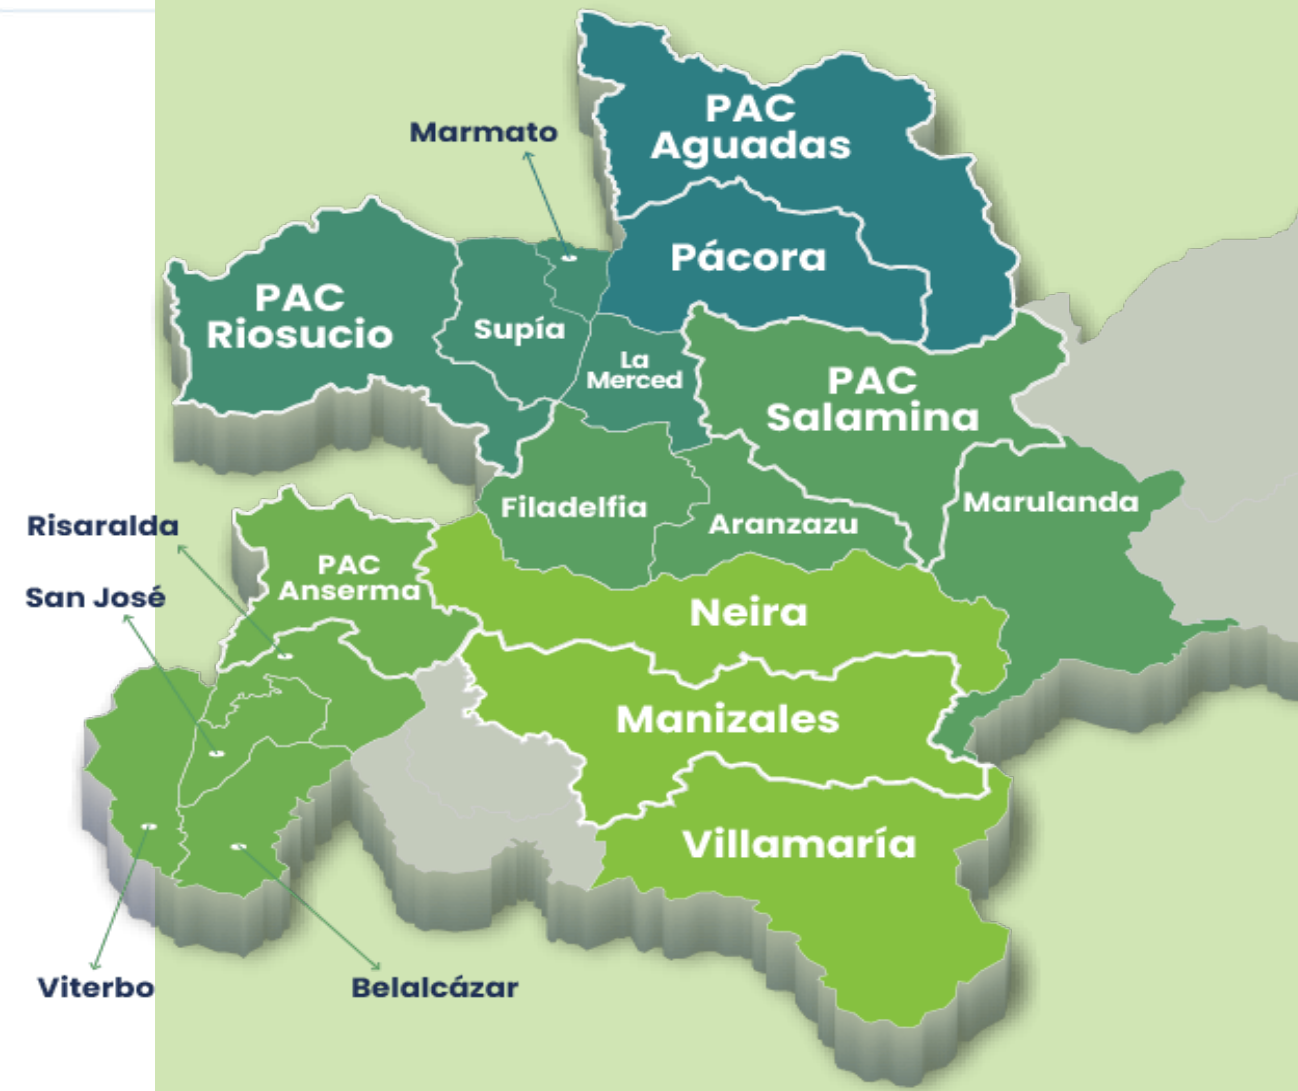 PAC
Aguadas
Marmato
Pácora
PAC
Riosucio
Supía
La
Merced
PAC
Salamina
Marulanda
Filadelfia
Aranzazu
Risaralda
PAC
Anserma
San José
Neira
Manizales
Villamaría
Viterbo
Belalcázar